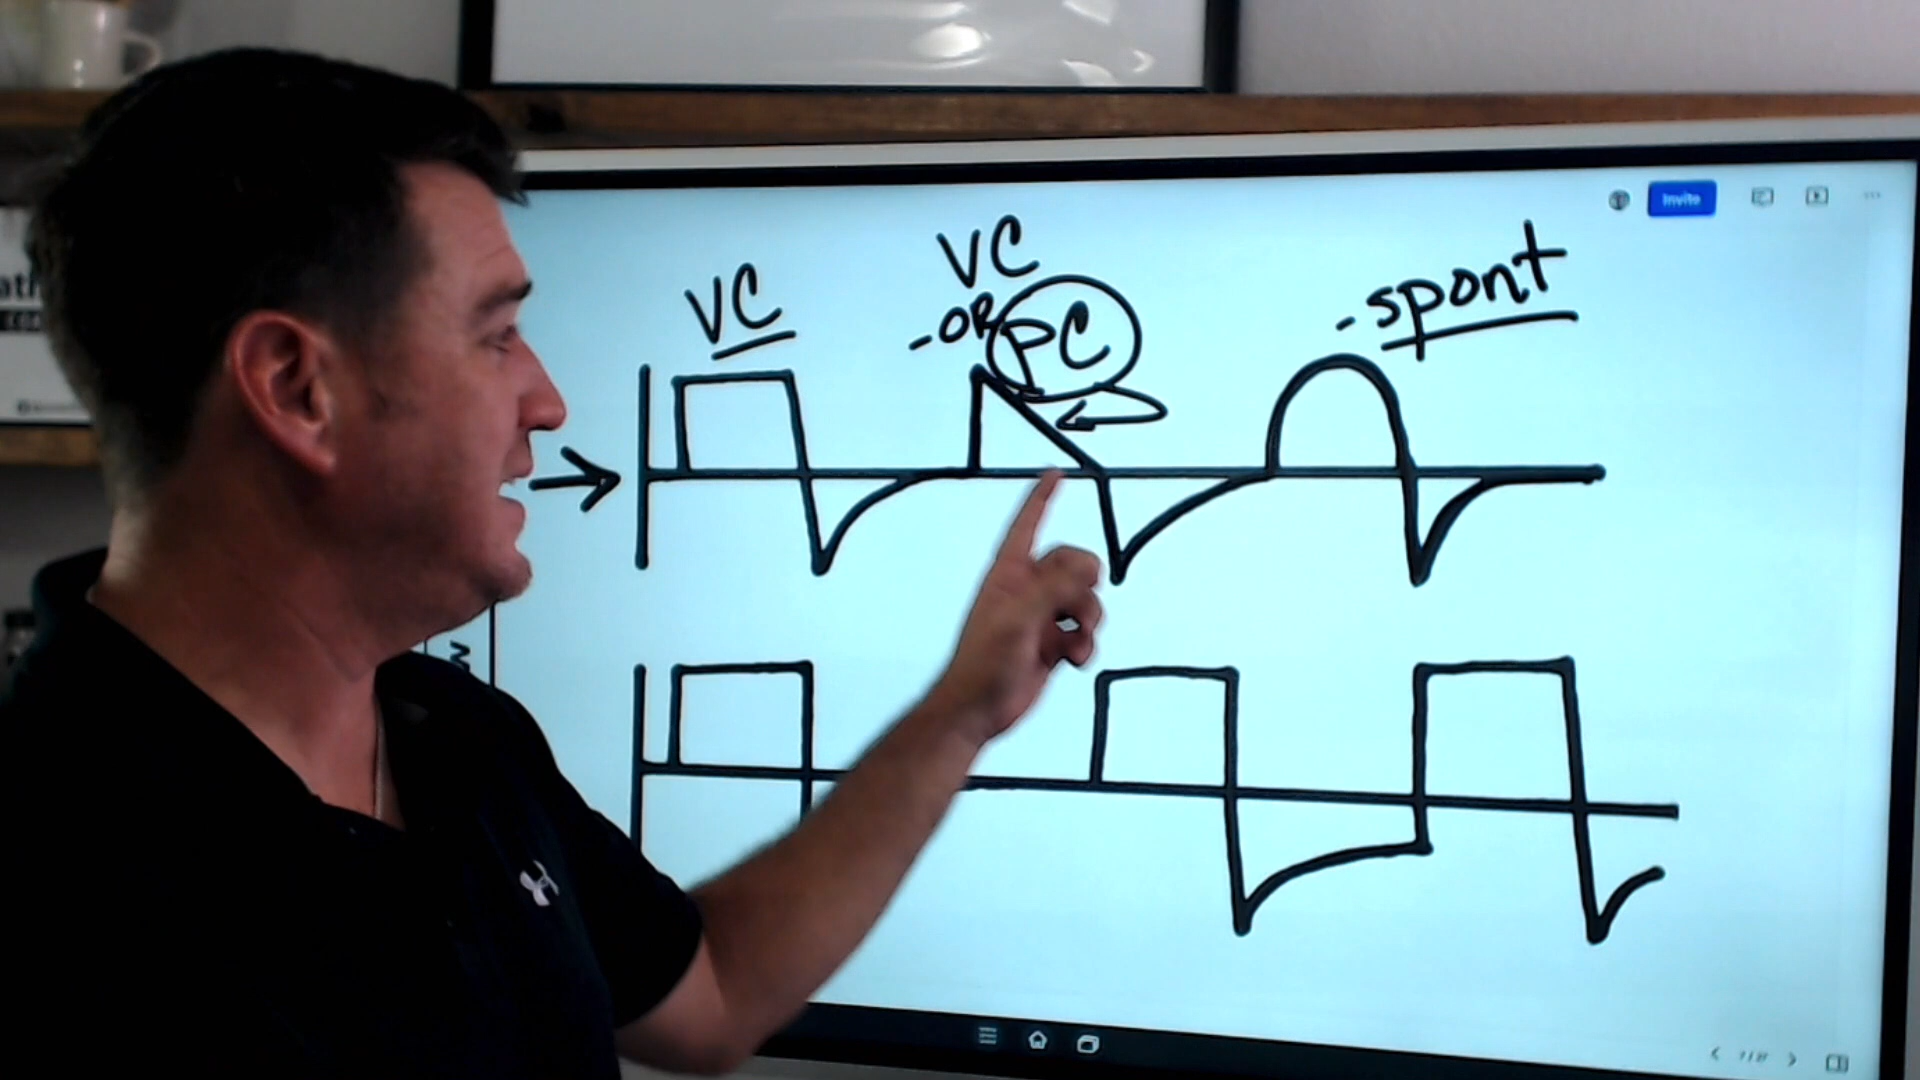 Invite
VC
VC
-OR PC
-spont